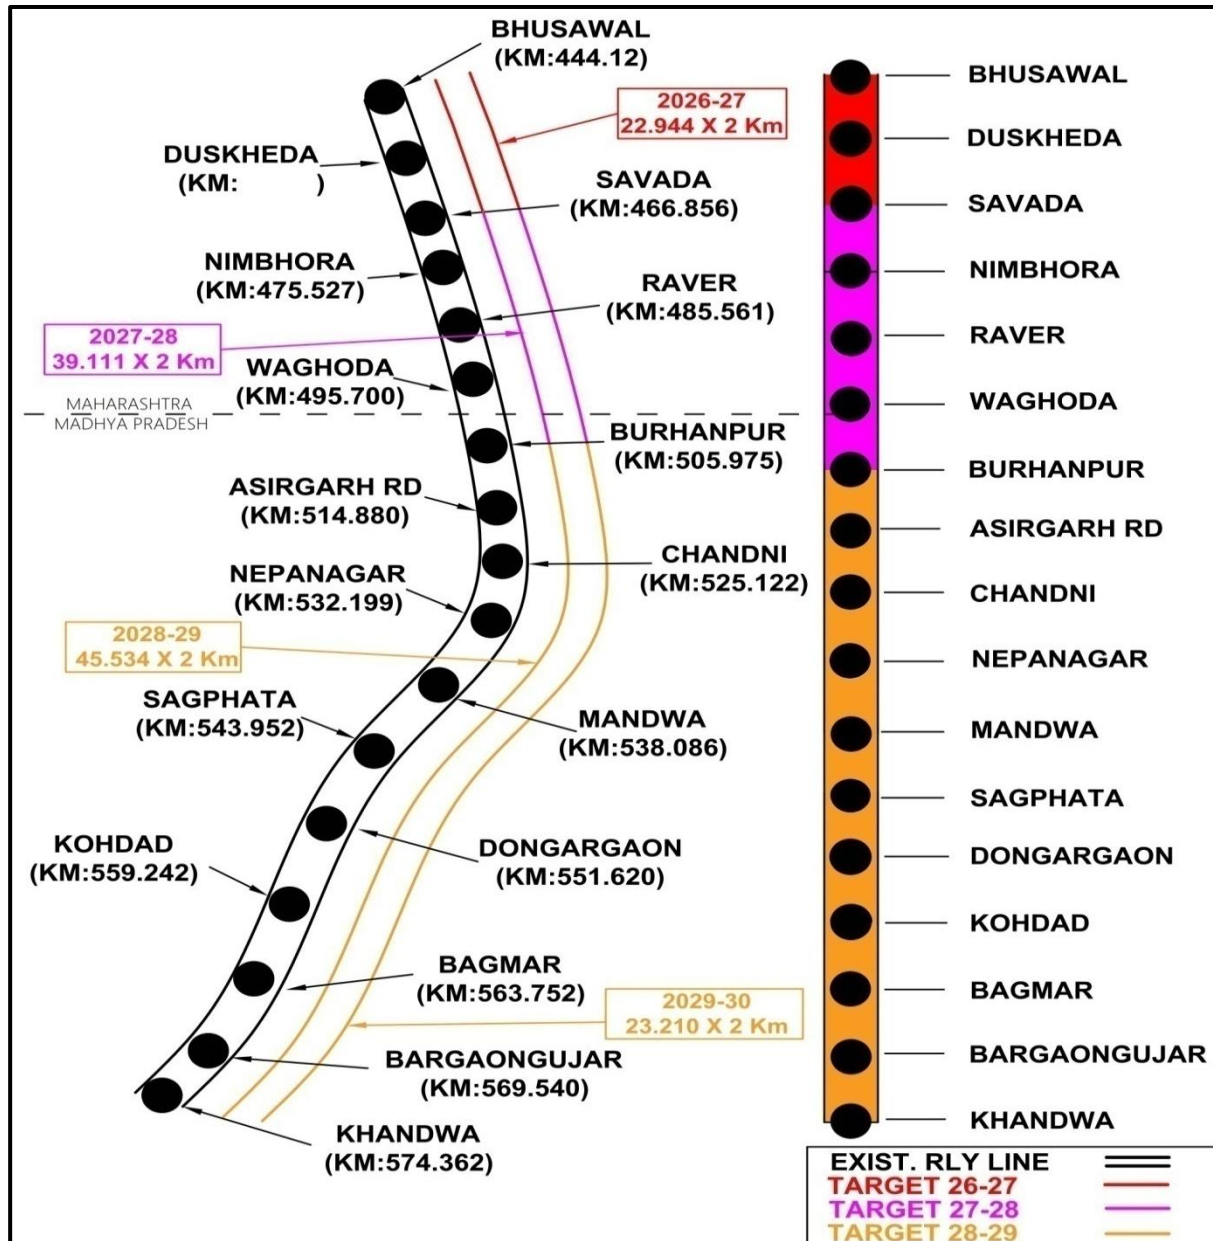 BHUSAWAL
(KM:444.12)
2026-27
22.944 X 2 Km
DUSKHEDA
(KM: )
SAVADA
(KM:466.856)
NIMBHORA
(KM:475.527)
RAVER
(KM:485.561)
2027-28
39.111 X 2 Km
WAGHODA
(KM:495.700)
MAHARASHTRA
MADHYA PRADESH
BURHANPUR
(KM:505.975)
ASIRGARH RD
(KM:514.880)
CHANDNI
(KM:525.122)
NEPANAGAR
(KM:532.199)
2028-29
45.534 X 2 Km
SAGPHATA
(KM:543.952)
MANDWA
(KM:538.086)
KOHDAD
(KM:559.242)
DONGARGAON
(KM:551.620)
BAGMAR
(KM:563.752)
2029-30
23.210 X 2 Km
BARGAONGUJAR
(KM:569.540)
KHANDWA
(KM:574.362)
BHUSAWAL
DUSKHEDA
SAVADA
NIMBHORA
RAVER
WAGHODA
BURHANPUR
ASIRGARH RD
CHANDNI
NEPANAGAR
MANDWA
SAGPHATA
DONGARGAON
KOHDAD
BAGMAR
BARGAONGUJAR
KHANDWA
EXIST. RLY LINE
TARGET 26-27
TARGET 27-28
TARGET 28-29